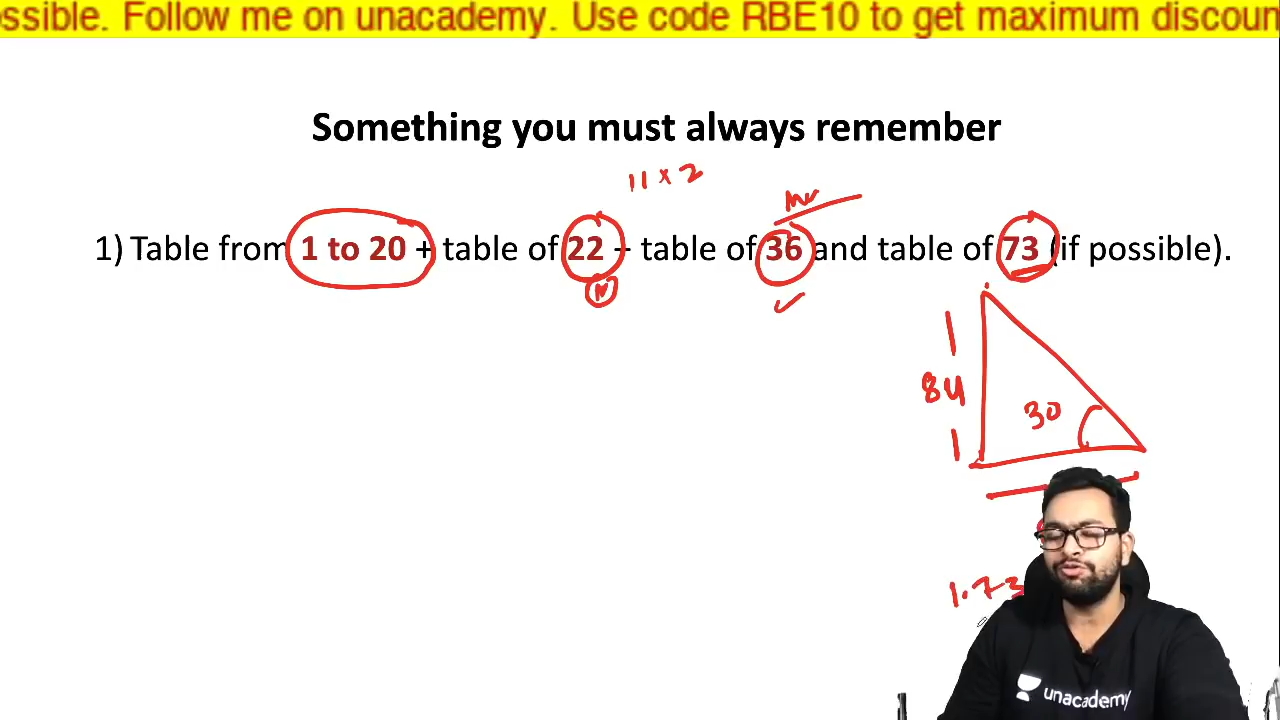 ssible. Follow me on unacademy. Use code RBE10 to get maximum discoun
Something you must always remember
11 x 2
1) Table from 1 to 20 + table of 22 + table of 36 and table of 73 (if possible).
1
84
30
1
1.73
unacademy